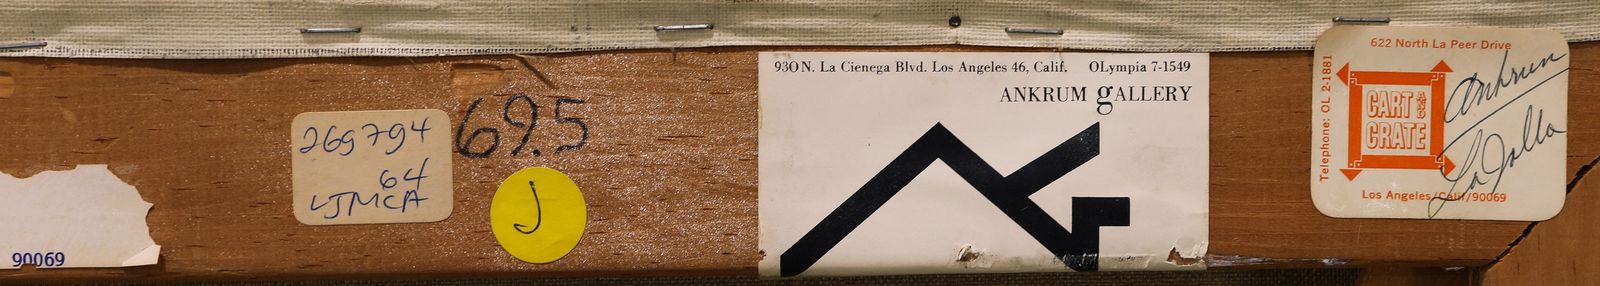 90069
269794
64
LJMCA
69.5
J
930 N. La Cienega Blvd. Los Angeles 46, Calif. OLympia 7-1549
ANKRUM gALLERY
622 North La Peer Drive
Telephone: OL 2-1881
CART AND CRATE
Ankrum
La Jolla
Los Angeles/Calif/90069